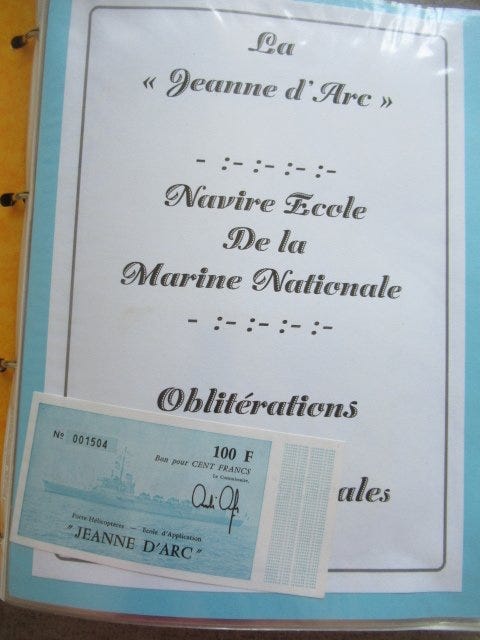 La
« Jeanne d'Arc »
- :- :- :- :-
Navire Ecole
De la
Marine Nationale
- :- :- :- :-
Oblitérations
ales
Nº 001504
100 F
Bon pour CENT FRANCS
Le Commissaire,
Porte-Hélicoptères — Ecole d'Application
"JEANNE D'ARC"